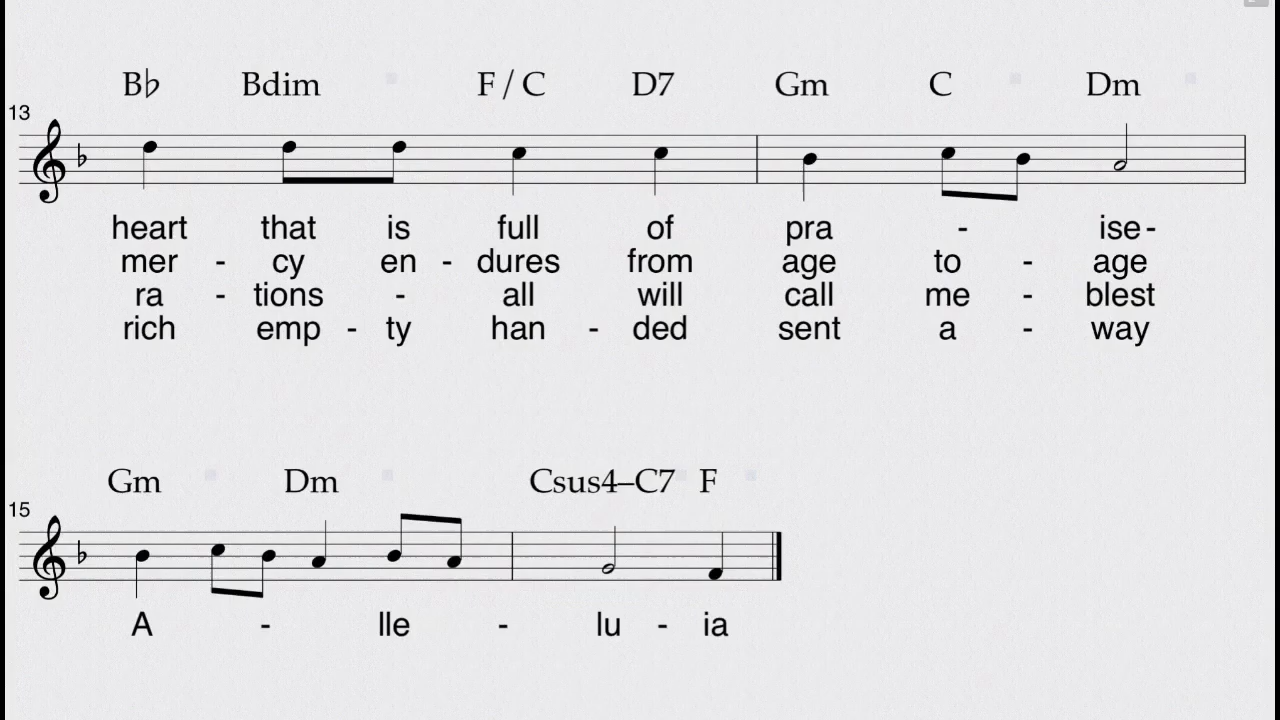 B♭ Bdim F / C D7 Gm C Dm
13
heart that is full of pra - ise-
mer - cy en - dures from age to - age
ra - tions - all will call me - blest
rich emp - ty han - ded sent a - way
Gm Dm Csus4–C7 F
15
A - lle - lu - ia